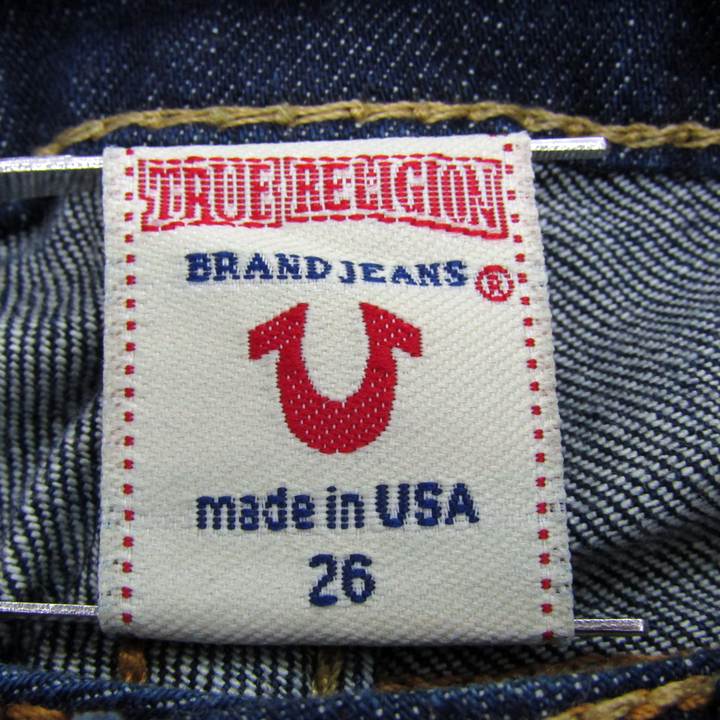 TRUE RELIGION
BRAND JEANS ®
made in USA
26